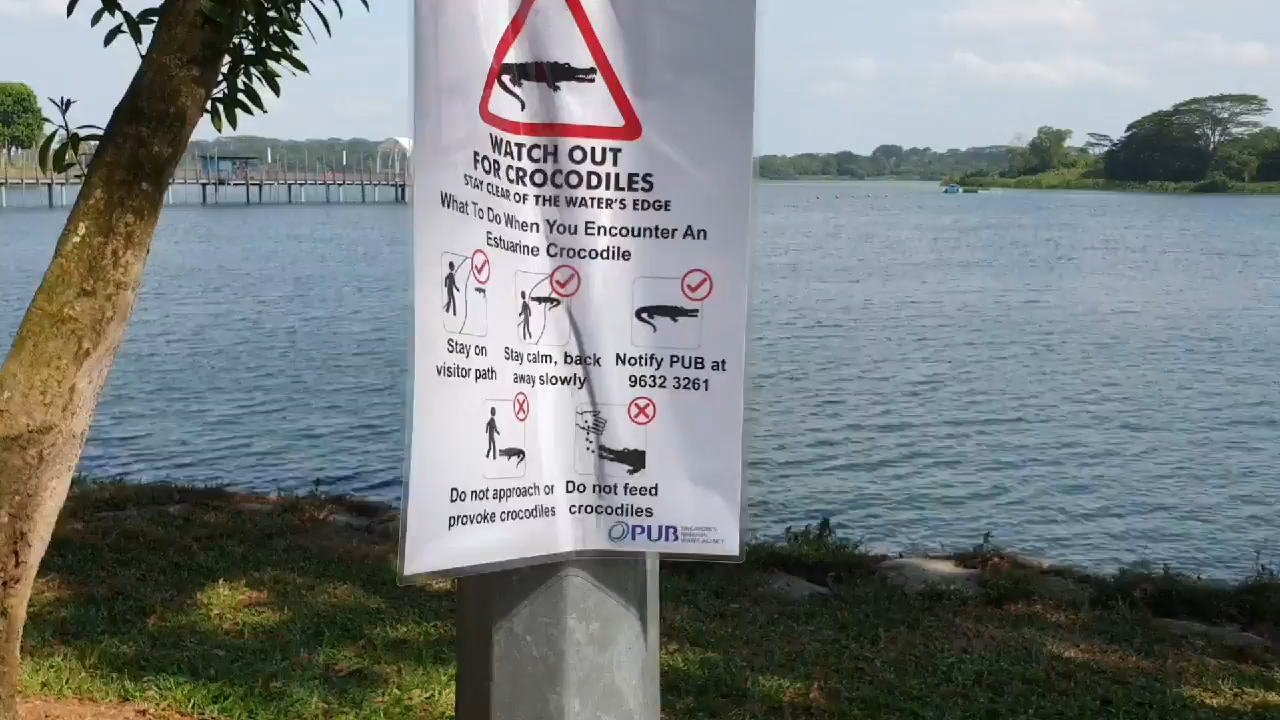 WATCH OUT
FOR CROCODILES
STAY CLEAR OF THE WATER'S EDGE
What To Do When You Encounter An
Estuarine Crocodile
Stay on
visitor path
Stay calm, back
away slowly
Notify PUB at
9632 3261
Do not approach or
provoke crocodiles
Do not feed
crocodiles
PUB